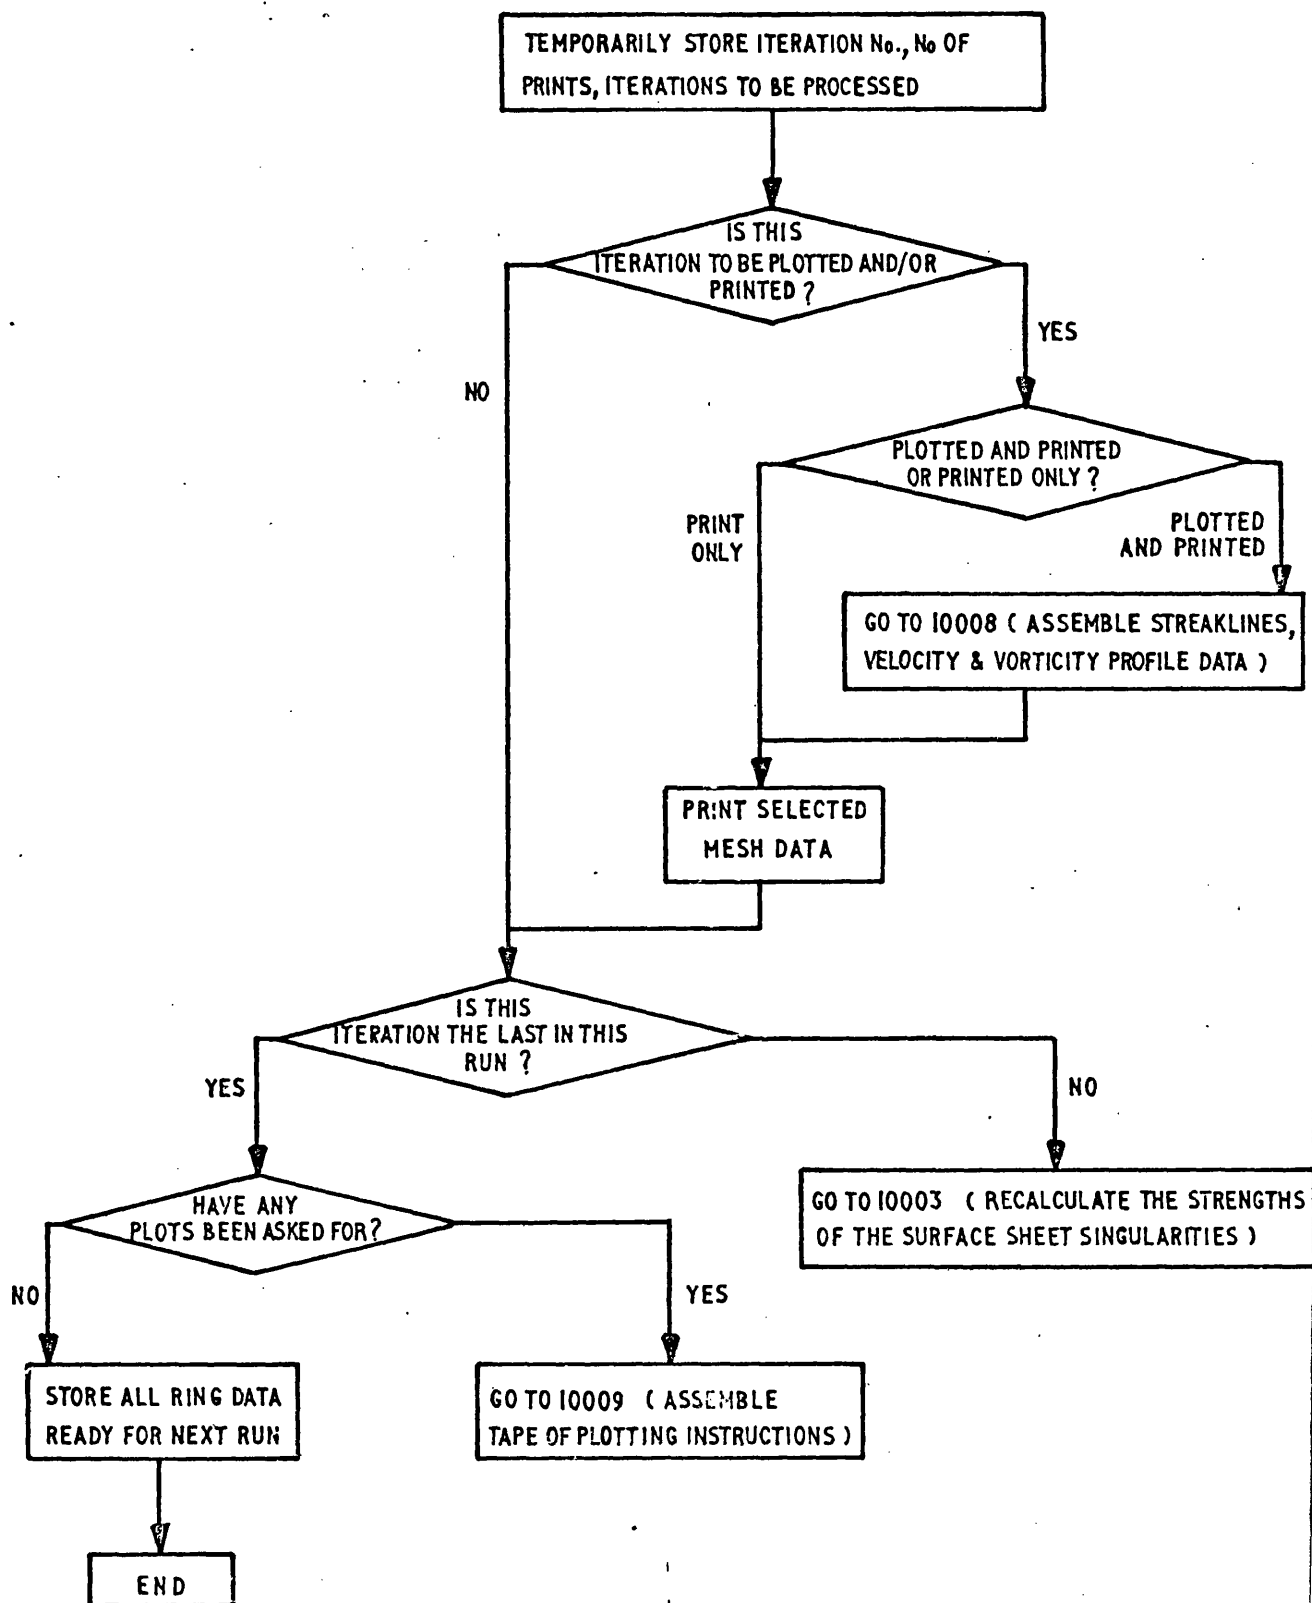 TEMPORARILY STORE ITERATION No., No OF
PRINTS, ITERATIONS TO BE PROCESSED
IS THIS
ITERATION TO BE PLOTTED AND/OR
PRINTED ?
YES
NO
PLOTTED AND PRINTED
OR PRINTED ONLY ?
PRINT
ONLY
PLOTTED
AND PRINTED
GO TO 10008 ( ASSEMBLE STREAKLINES,
VELOCITY & VORTICITY PROFILE DATA )
PRINT SELECTED
MESH DATA
IS THIS
ITERATION THE LAST IN THIS
RUN ?
YES
NO
HAVE ANY
PLOTS BEEN ASKED FOR?
GO TO 10003 ( RECALCULATE THE STRENGTHS
OF THE SURFACE SHEET SINGULARITIES )
NO
YES
STORE ALL RING DATA
READY FOR NEXT RUN
GO TO 10009 ( ASSEMBLE
TAPE OF PLOTTING INSTRUCTIONS )
END